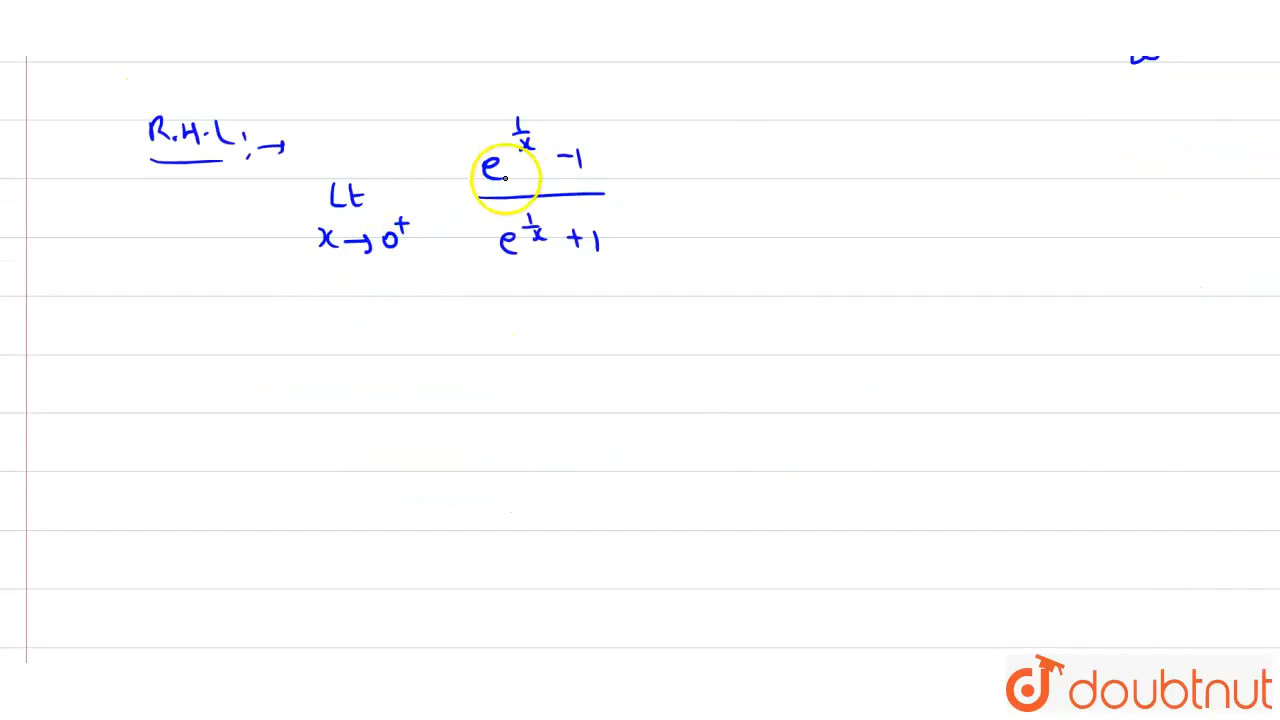 R.H.L :→
Lt x→0⁺ (e^(1/x) -1)/(e^(1/x) +1)
doubtnut